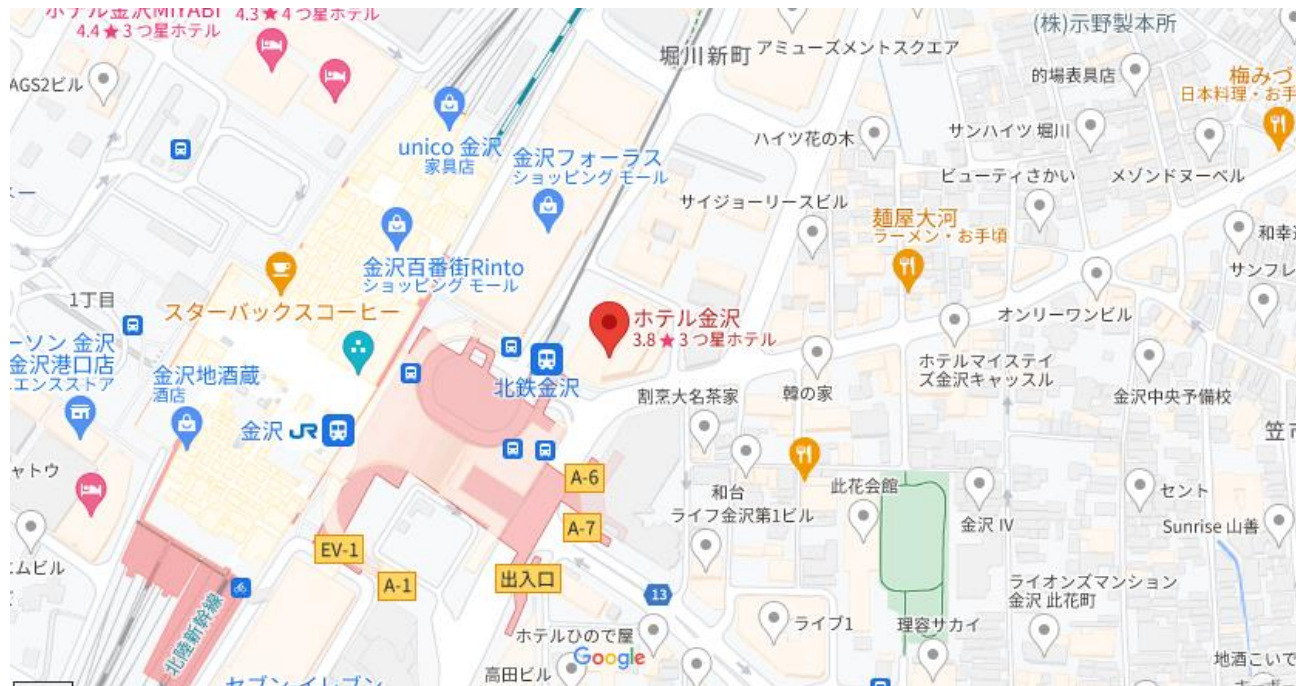 ホテル金沢MIYABI
4.4★3つ星ホテル
4.3★4つ星ホテル
AGS2ビル
堀川新町
アミューズメントスクエア
(株)示野製本所
的場表具店
梅みづ
日本料理・お手
unico 金沢
家具店
金沢フォーラス
ショッピング モール
ハイツ花の木
サンハイツ 堀川
ビューティさかい
メゾンドヌーベル
サイジョーリースビル
麺屋大河
ラーメン・お手頃
和幸
サンフレ
金沢百番街Rinto
ショッピング モール
1丁目
スターバックスコーヒー
ホテル金沢
3.8★3つ星ホテル
オンリーワンビル
ーソン 金沢
金沢港口店
エンスストア
金沢地酒蔵
酒店
北鉄金沢
ホテルマイステイ
ズ金沢キャッスル
割烹大名茶家
韓の家
金沢中央予備校
金沢 JR
笠市
ャトウ
A-6
和台
此花会館
セント
ライフ金沢第1ビル
金沢 IV
Sunrise 山善
A-7
EV-1
A-1
出入口
ムビル
13
ライオンズマンション
金沢 此花町
北陸新幹線
ホテルひので屋
ライブ1
理容サカイ
Google
高田ビル
地酒こいで
セブン-イレブン